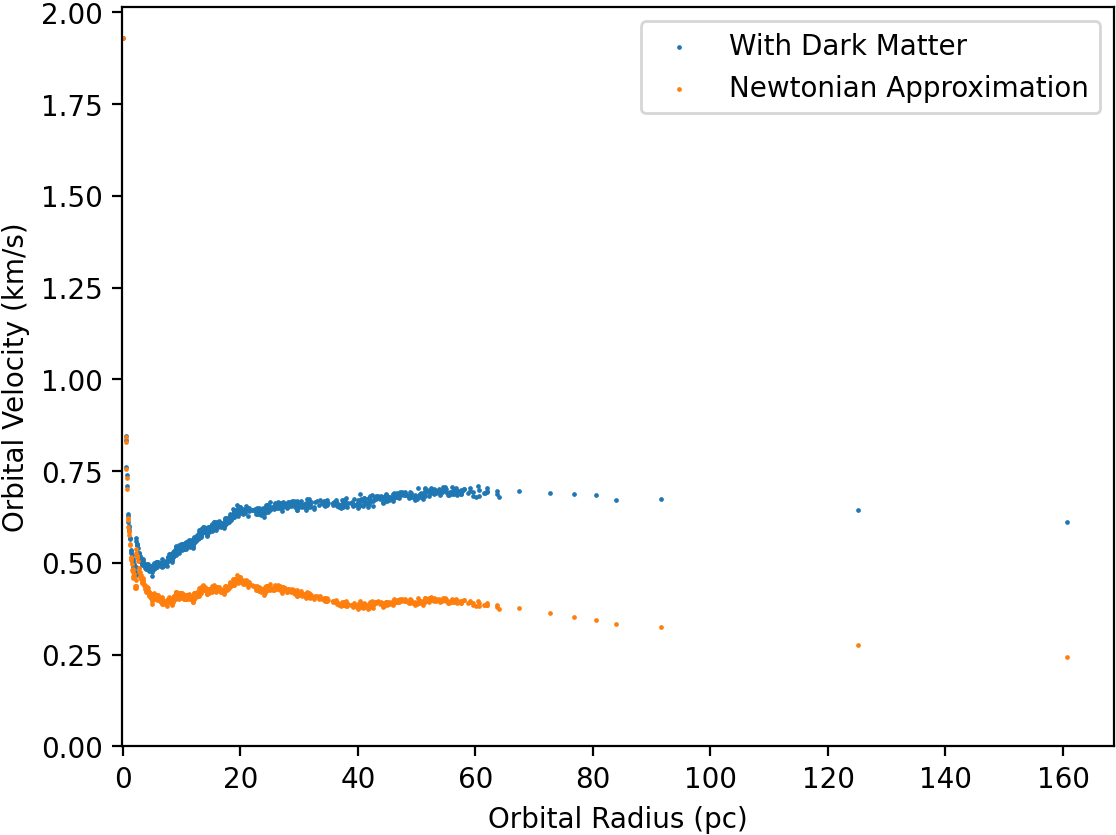 With Dark Matter
Newtonian Approximation
2.00
1.75
1.50
1.25
1.00
0.75
0.50
0.25
0.00
Orbital Velocity (km/s)
0 20 40 60 80 100 120 140 160
Orbital Radius (pc)